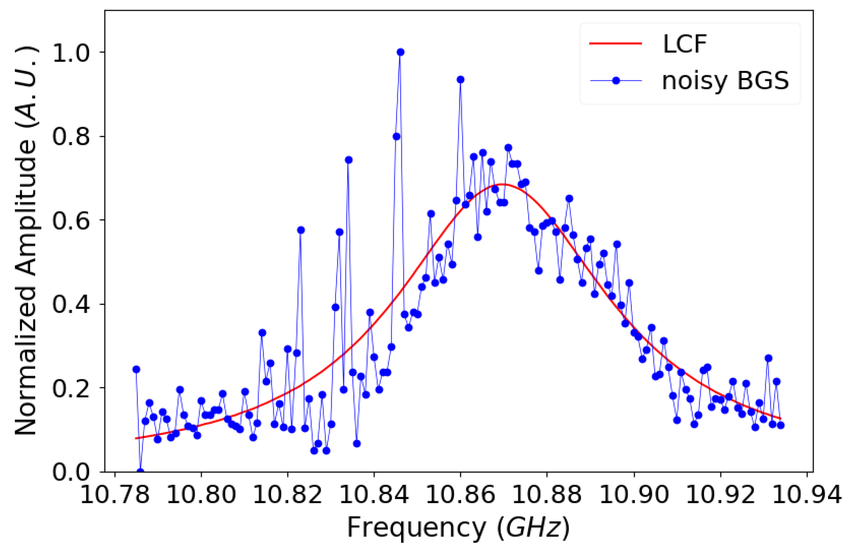 LCF
noisy BGS
Normalized Amplitude (A. U.)
1.0
0.8
0.6
0.4
0.2
0.0
10.78 10.80 10.82 10.84 10.86 10.88 10.90 10.92 10.94
Frequency (GHz)